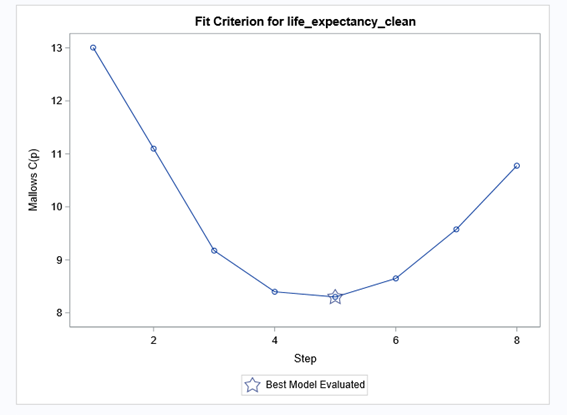 Fit Criterion for life_expectancy_clean
13
12
11
10
9
8
Mallows C(p)
2 4 6 8
Step
Best Model Evaluated